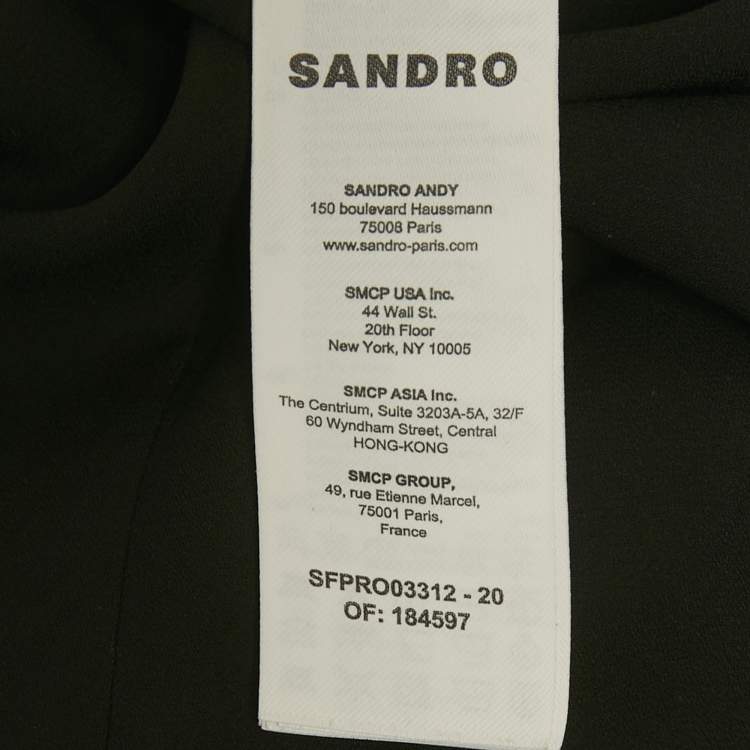 SANDRO
SANDRO ANDY
150 boulevard Haussmann
75008 Paris
www.sandro-paris.com
SMCP USA Inc.
44 Wall St.
20th Floor
New York, NY 10005
SMCP ASIA Inc.
The Centrium, Suite 3203A-5A, 32/F
60 Wyndham Street, Central
HONG-KONG
SMCP GROUP,
49, rue Etienne Marcel,
75001 Paris,
France
SFPRO03312 - 20
OF: 184597